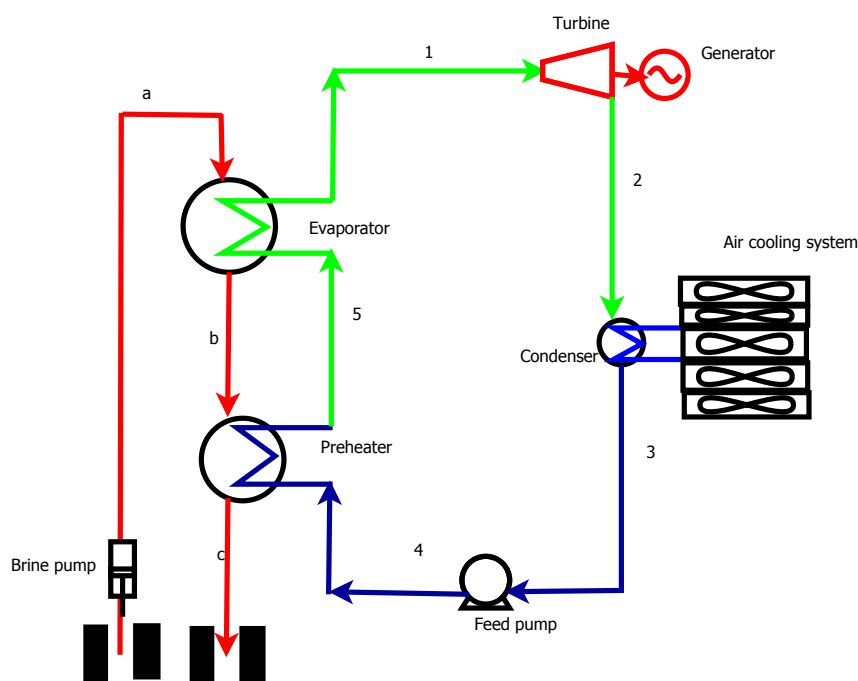 Turbine
1
Generator
a
2
Evaporator
Air cooling system
5
b
Condenser
Preheater
3
4
c
Brine pump
Feed pump